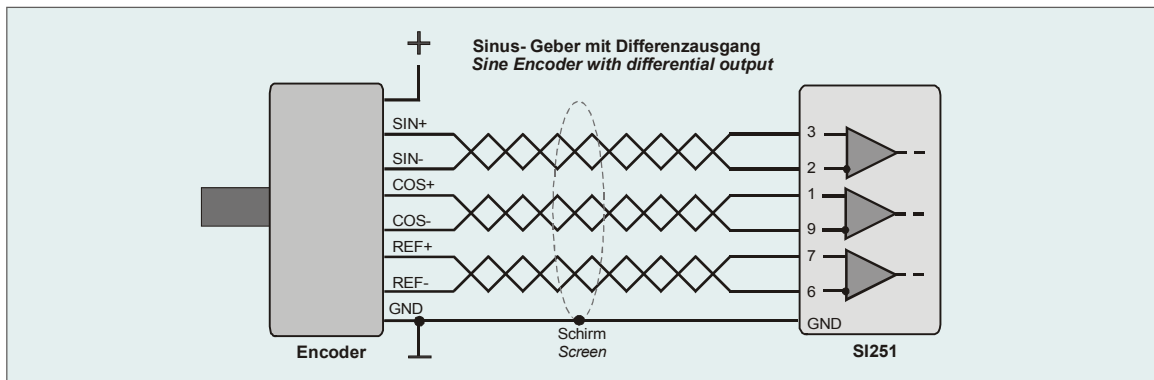 Sinus- Geber mit Differenzausgang
Sine Encoder with differential output
SIN+
SIN-
COS+
COS-
REF+
REF-
GND
3
2
1
9
7
6
GND
Schirm
Screen
Encoder
SI251